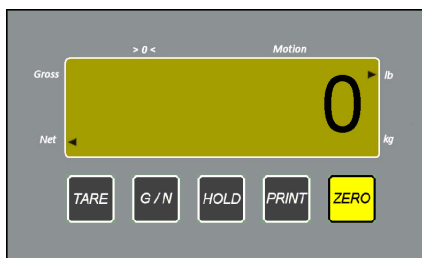 > 0 < Motion
Gross lb
0
Net kg
TARE G / N HOLD PRINT ZERO